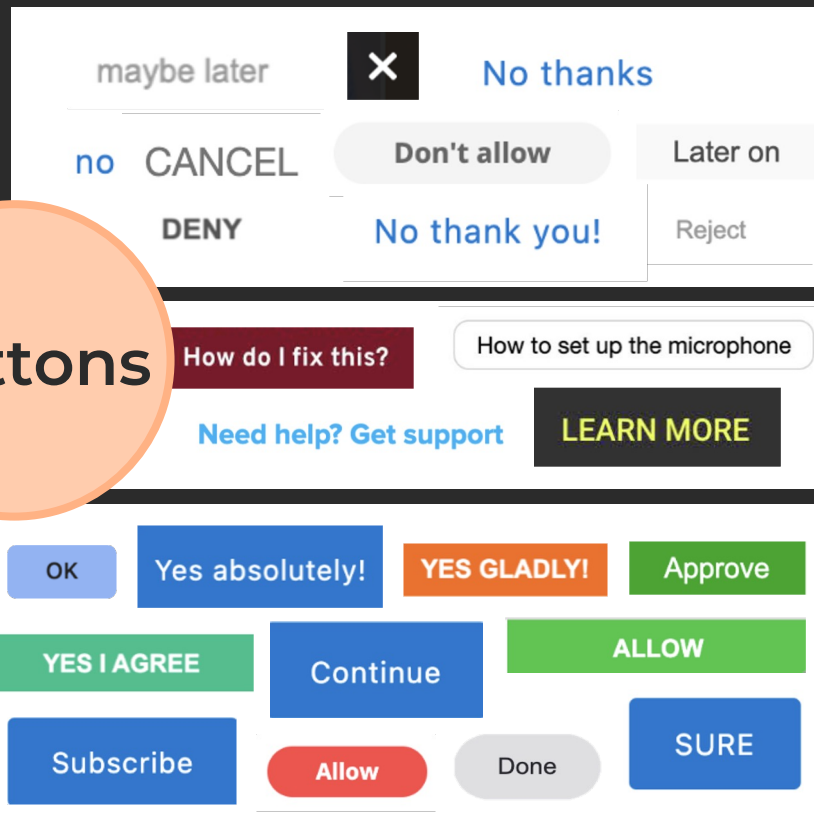 maybe later
×
No thanks
no
CANCEL
Don't allow
Later on
DENY
No thank you!
Reject
ttons
How do I fix this?
How to set up the microphone
Need help? Get support
LEARN MORE
OK
Yes absolutely!
YES GLADLY!
Approve
YES I AGREE
Continue
ALLOW
Subscribe
Allow
Done
SURE